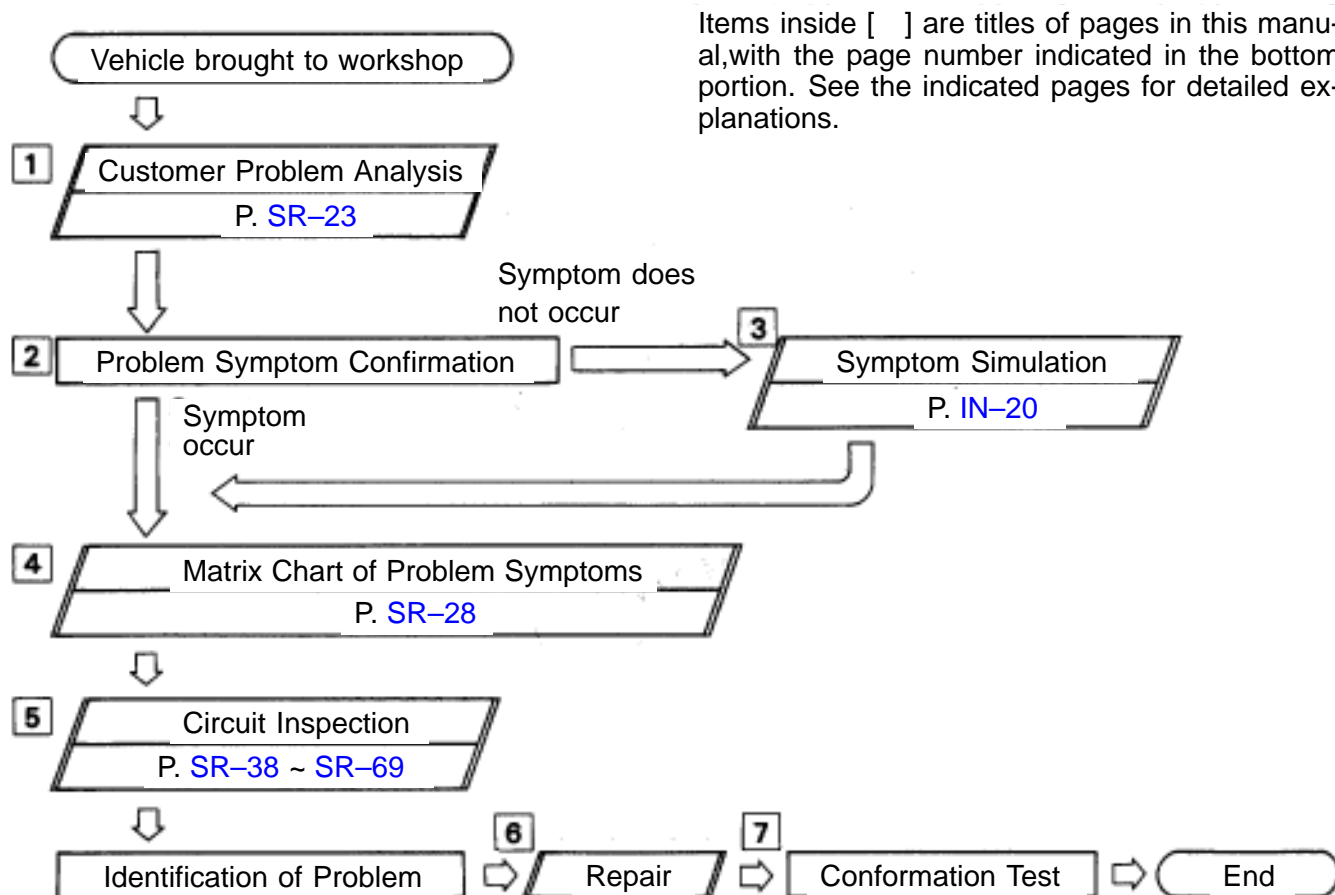 Items inside [ ] are titles of pages in this manu-
al,with the page number indicated in the bottom
portion. See the indicated pages for detailed ex-
planations.
Vehicle brought to workshop
1
Customer Problem Analysis
P. SR–23
Symptom does
not occur
2
Problem Symptom Confirmation
3
Symptom Simulation
P. IN–20
Symptom
occur
4
Matrix Chart of Problem Symptoms
P. SR–28
5
Circuit Inspection
P. SR–38 ~ SR–69
Identification of Problem
6
Repair
7
Conformation Test
End